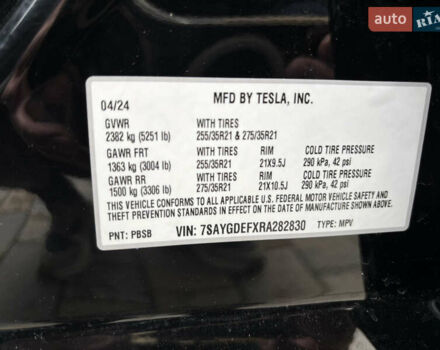 AUTO.RIA
04/24 MFD BY TESLA, INC.
GVWR WITH TIRES
2382 kg (5251 lb) 255/35R21 & 275/35R21
GAWR FRT WITH TIRES RIM COLD TIRE PRESSURE
1363 kg (3004 lb) 255/35R21 21X9.5J 290 kPa, 42 psi
GAWR RR WITH TIRES RIM COLD TIRE PRESSURE
1500 kg (3306 lb) 275/35R21 21X10.5J 290 kPa, 42 psi
THIS VEHICLE CONFORMS TO ALL APPLICABLE U.S. FEDERAL MOTOR VEHICLE SAFETY AND
THEFT PREVENTION STANDARDS IN EFFECT ON THE DATE OF MANUFACTURE SHOWN ABOVE.
PNT: PBSB VIN: 7SAYGDEFXRA282830 TYPE: MPV